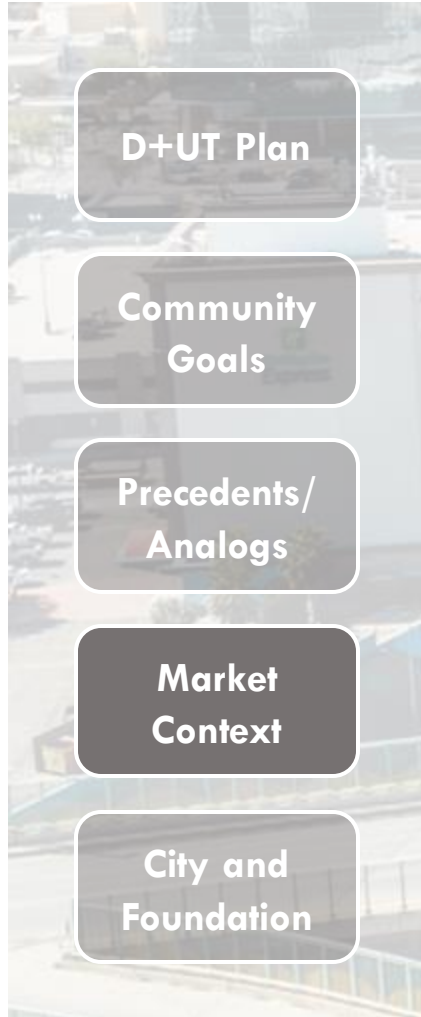 D+UT Plan
Community
Goals
Precedents/
Analogs
Market
Context
City and
Foundation